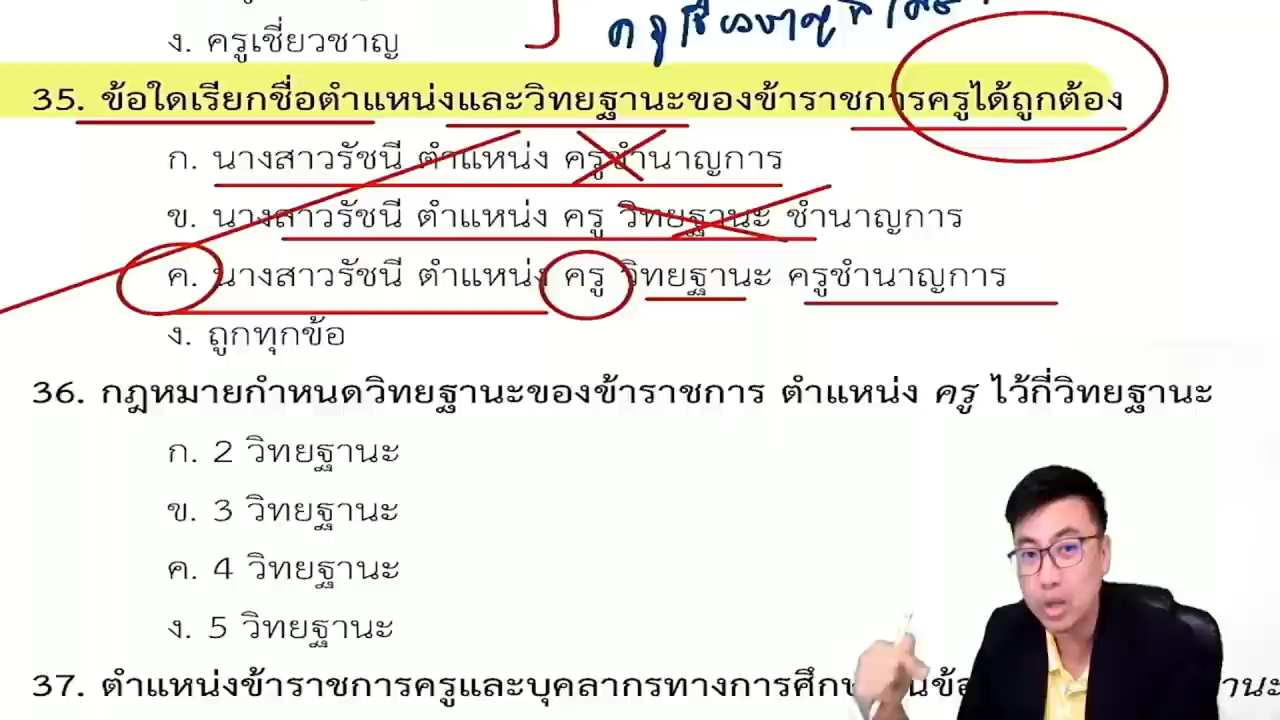 ง. ครูเชี่ยวชาญ
35. ข้อใดเรียกชื่อตำแหน่งและวิทยฐานะของข้าราชการครูได้ถูกต้อง
ก. นางสาวรัชนี ตำแหน่ง ครูชำนาญการ
ข. นางสาวรัชนี ตำแหน่ง ครู วิทยฐานะ ชำนาญการ
ค. นางสาวรัชนี ตำแหน่ง ครู วิทยฐานะ ครูชำนาญการ
ง. ถูกทุกข้อ
36. กฎหมายกำหนดวิทยฐานะของข้าราชการ ตำแหน่ง ครู ไว้กี่วิทยฐานะ
ก. 2 วิทยฐานะ
ข. 3 วิทยฐานะ
ค. 4 วิทยฐานะ
ง. 5 วิทยฐานะ
37. ตำแหน่งข้าราชการครูและบุคลากรทางการศึกษ